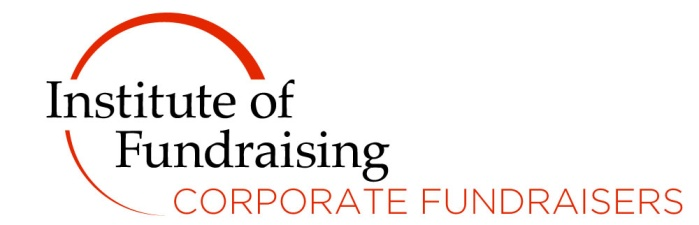 Institute of
Fundraising
CORPORATE FUNDRAISERS